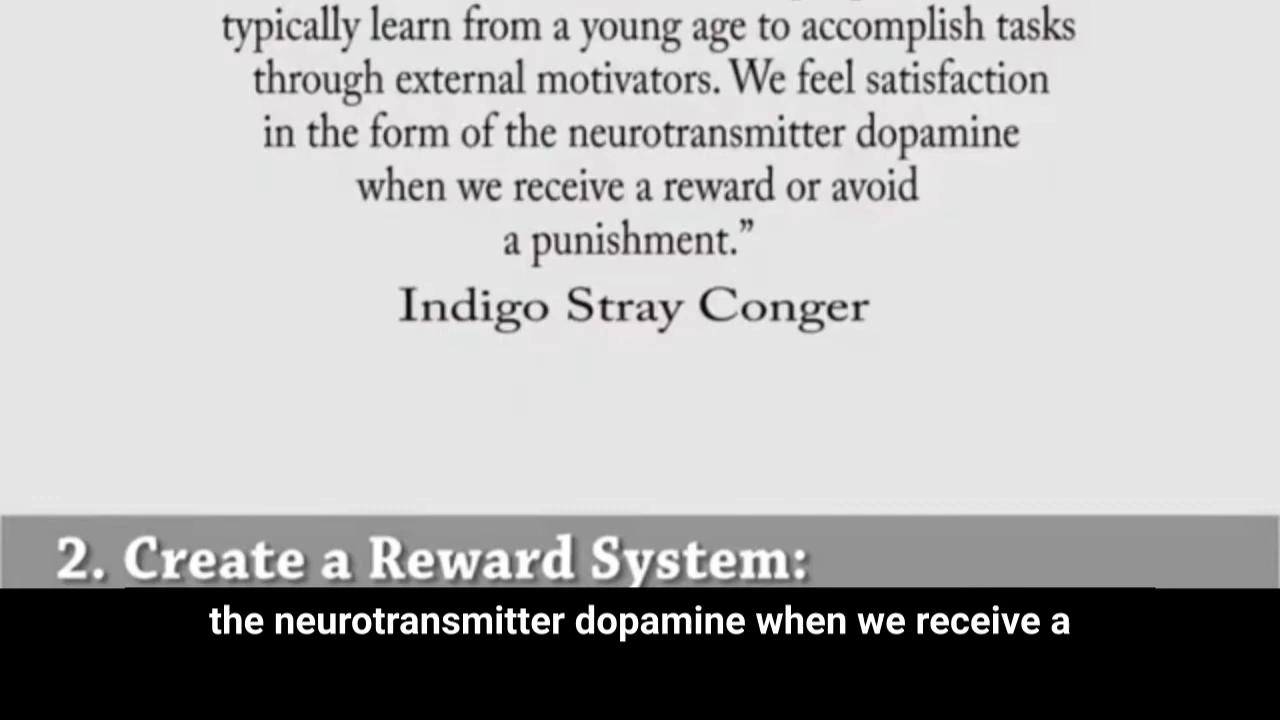 typically learn from a young age to accomplish tasks
through external motivators. We feel satisfaction
in the form of the neurotransmitter dopamine
when we receive a reward or avoid
a punishment.”
Indigo Stray Conger
2. Create a Reward System:
the neurotransmitter dopamine when we receive a